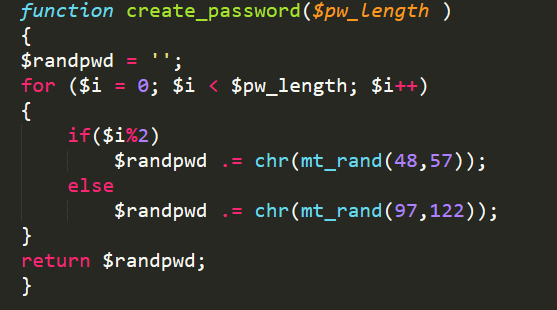 function create_password($pw_length )
{
$randpwd = '';
for ($i = 0; $i < $pw_length; $i++)
{
    if($i%2)
        $randpwd .= chr(mt_rand(48,57));
    else
        $randpwd .= chr(mt_rand(97,122));
}
return $randpwd;
}